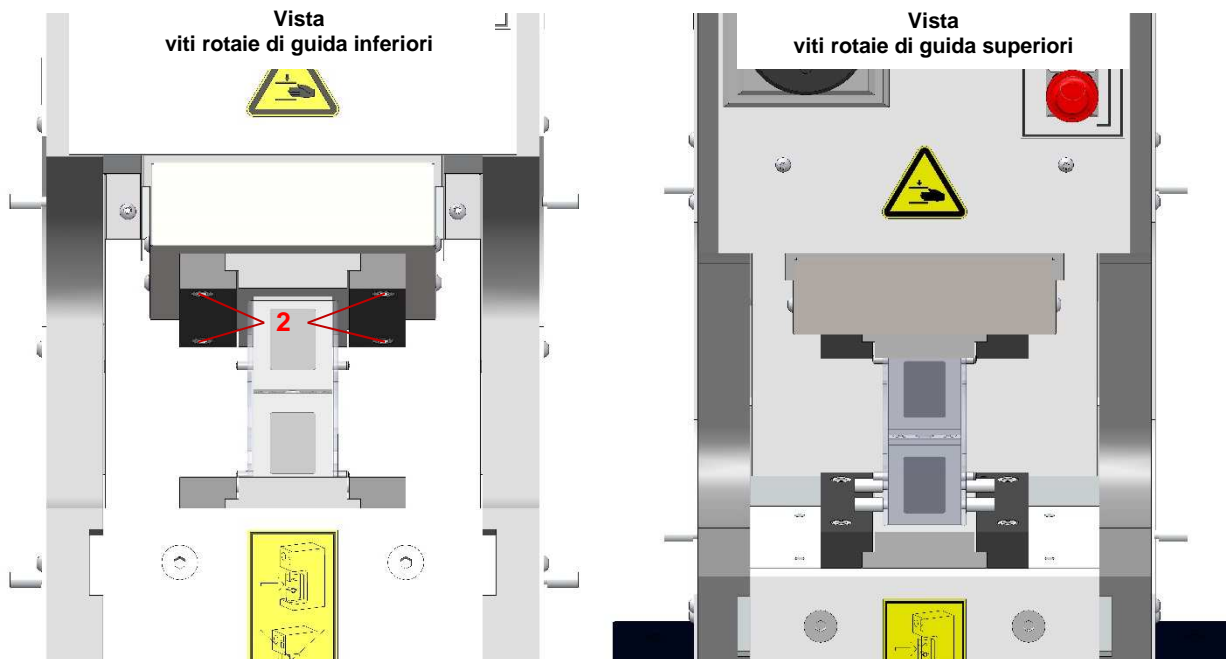 Vista
viti rotaie di guida inferiori
2
Vista
viti rotaie di guida superiori